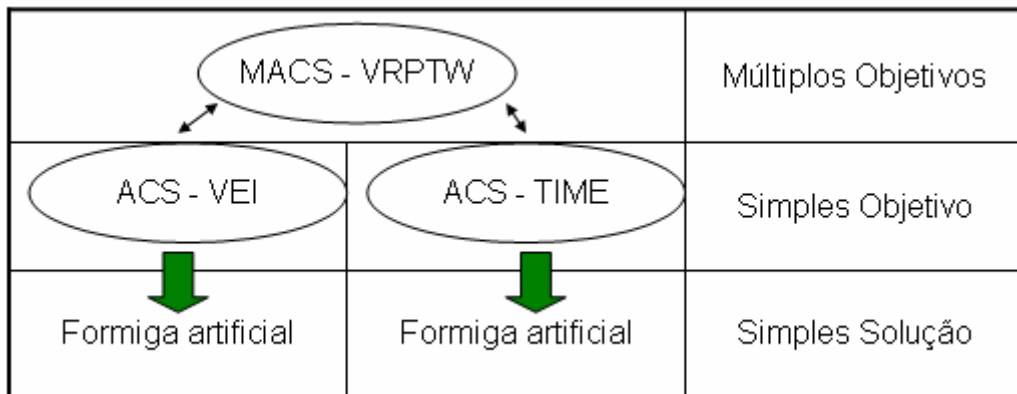 MACS - VRPTW
Múltiplos Objetivos
ACS - VEI
ACS - TIME
Simples Objetivo
Formiga artificial
Formiga artificial
Simples Solução